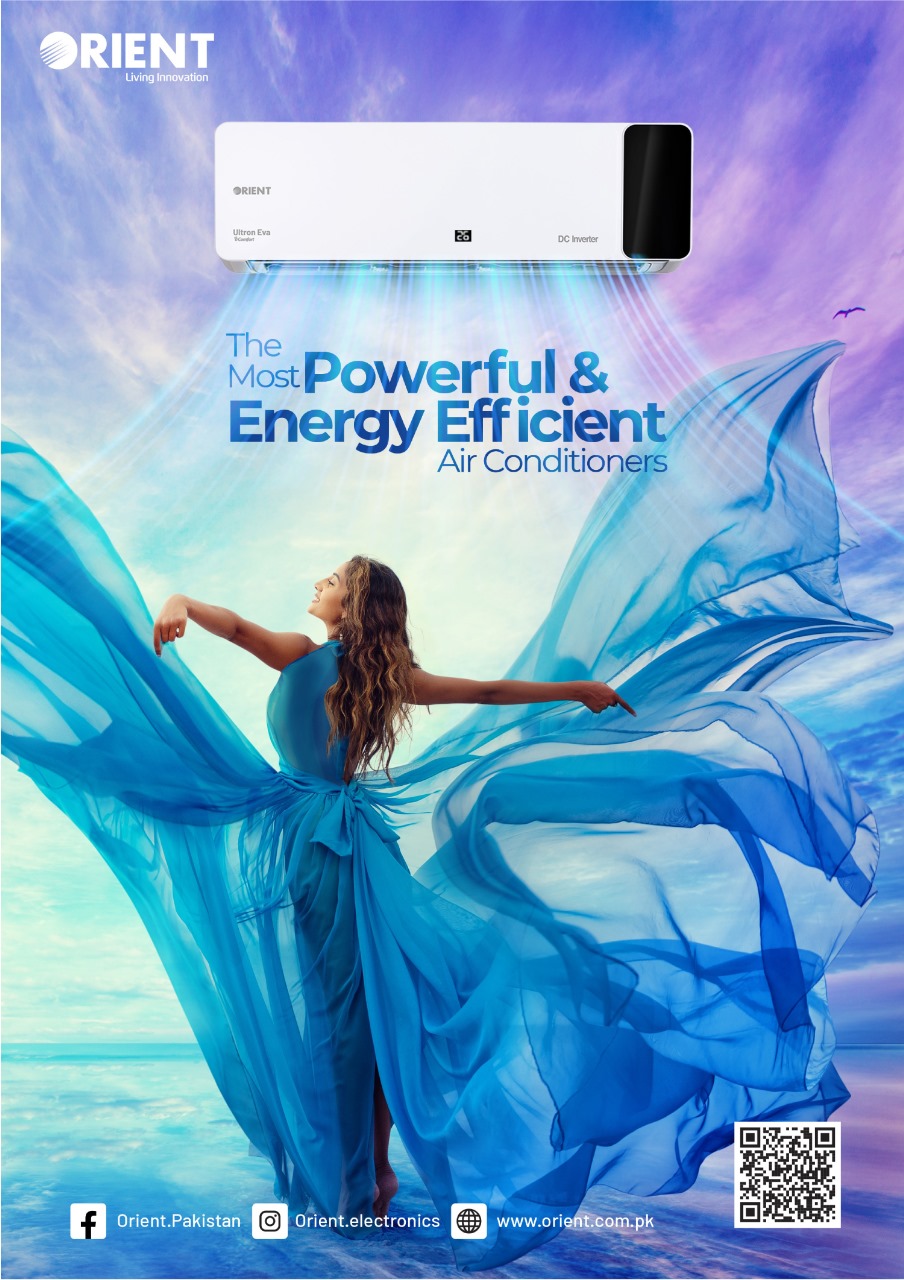 ORIENT
Living Innovation
ORIENT
Ultron Eva
DC Inverter
The
Most Powerful &
Energy Efficient
Air Conditioners
Orient.Pakistan
Orient.electronics
www.orient.com.pk